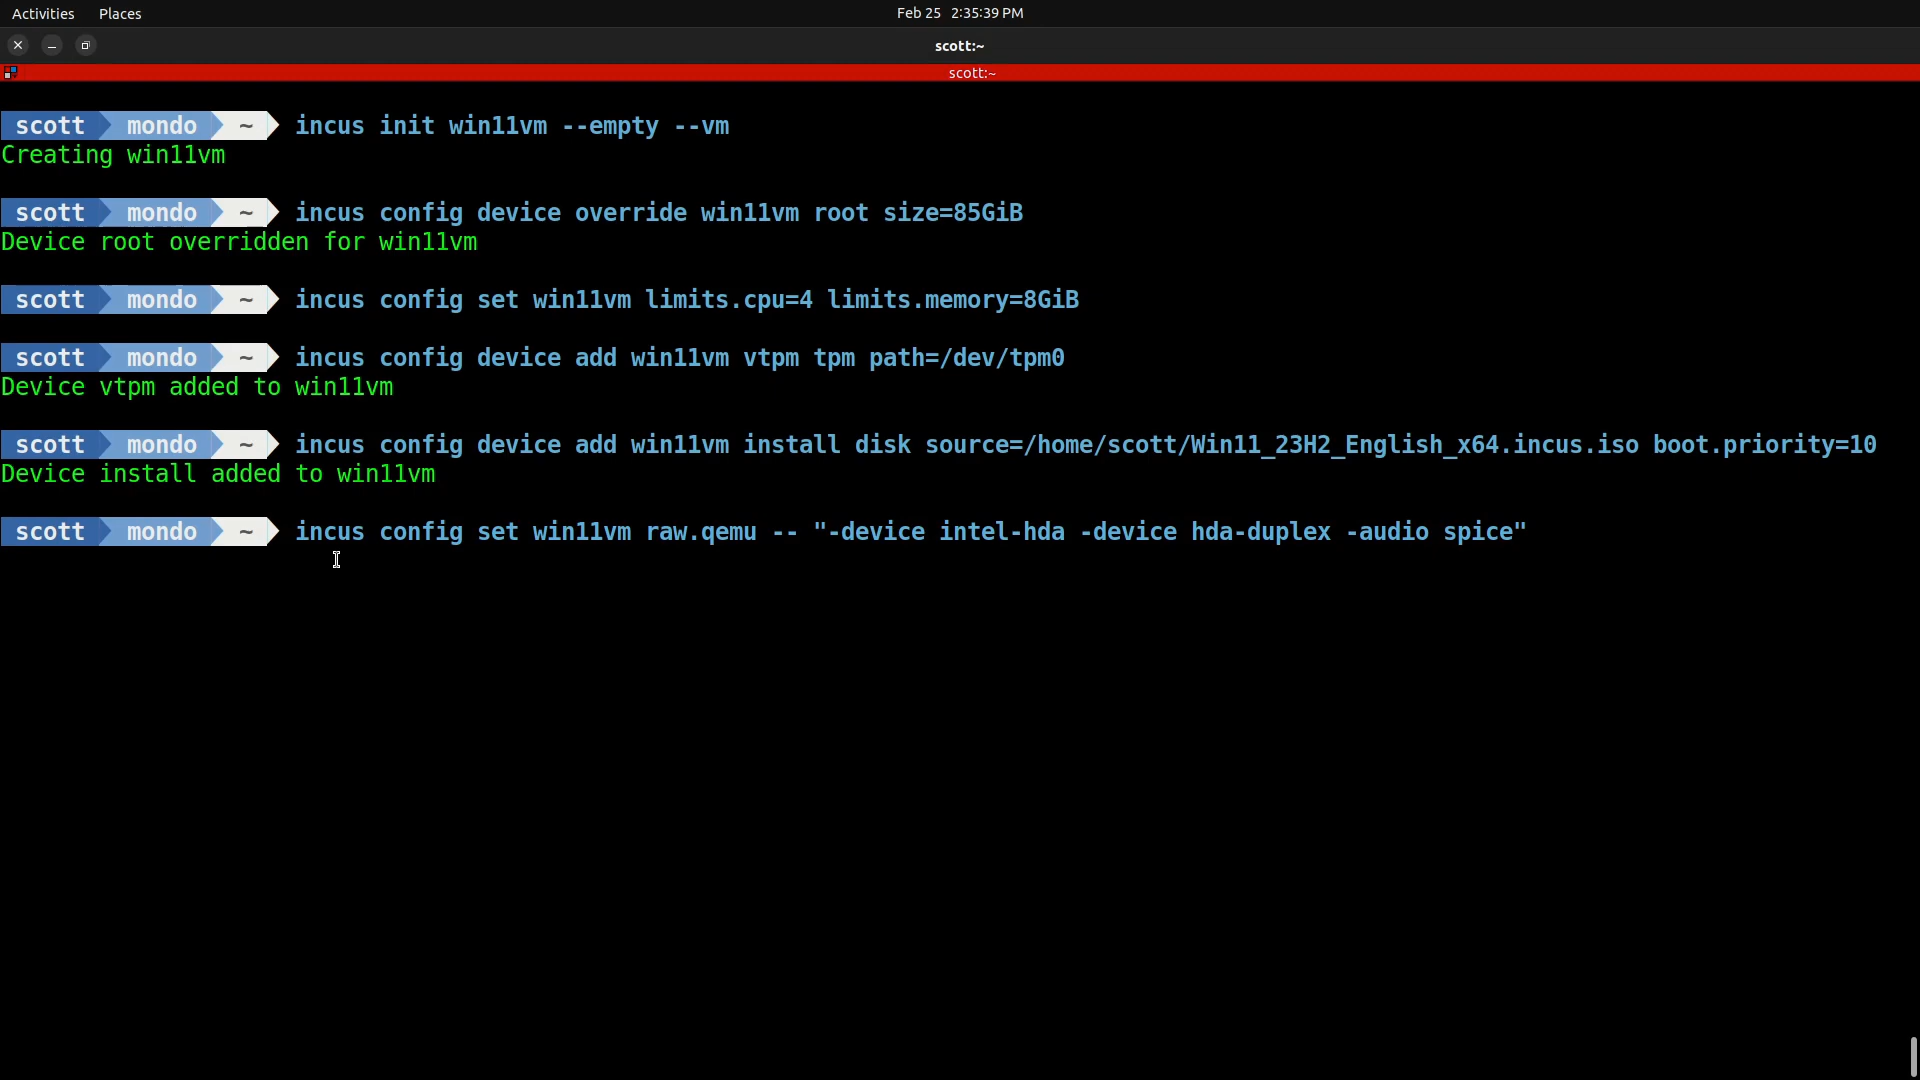 Activities Places Feb 25 2:35:39 PM
scott:~
scott:~
scott mondo ~ incus init win11vm --empty --vm
Creating win11vm
scott mondo ~ incus config device override win11vm root size=85GiB
Device root overridden for win11vm
scott mondo ~ incus config set win11vm limits.cpu=4 limits.memory=8GiB
scott mondo ~ incus config device add win11vm vtpm tpm path=/dev/tpm0
Device vtpm added to win11vm
scott mondo ~ incus config device add win11vm install disk source=/home/scott/Win11_23H2_English_x64.incus.iso boot.priority=10
Device install added to win11vm
scott mondo ~ incus config set win11vm raw.qemu -- "-device intel-hda -device hda-duplex -audio spice"